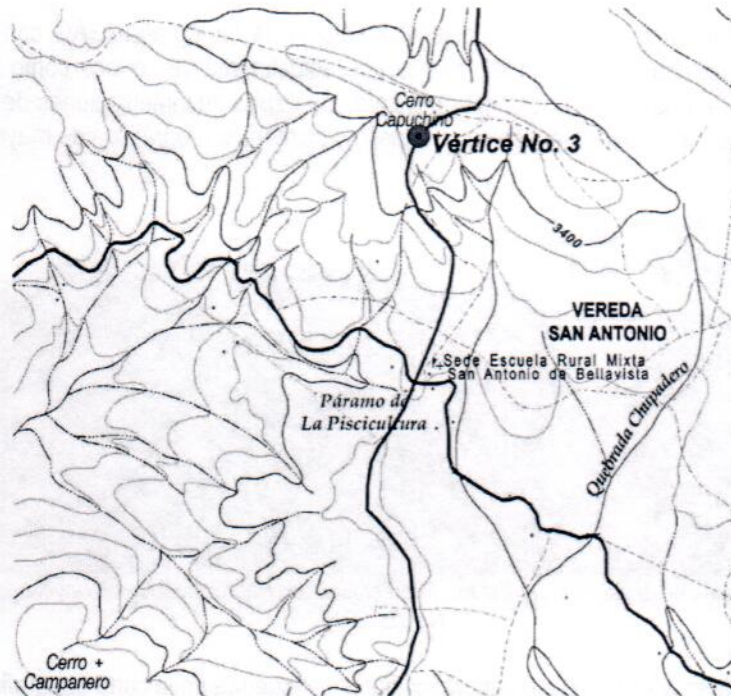 Cerro
Capuchino
Vértice No. 3
3400
VEREDA
SAN ANTONIO
Sede Escuela Rural Mixta
San Antonio de Bellavista
Páramo de
La Piscicultura
Quebrada Chupadero
Cerro +
Campanero